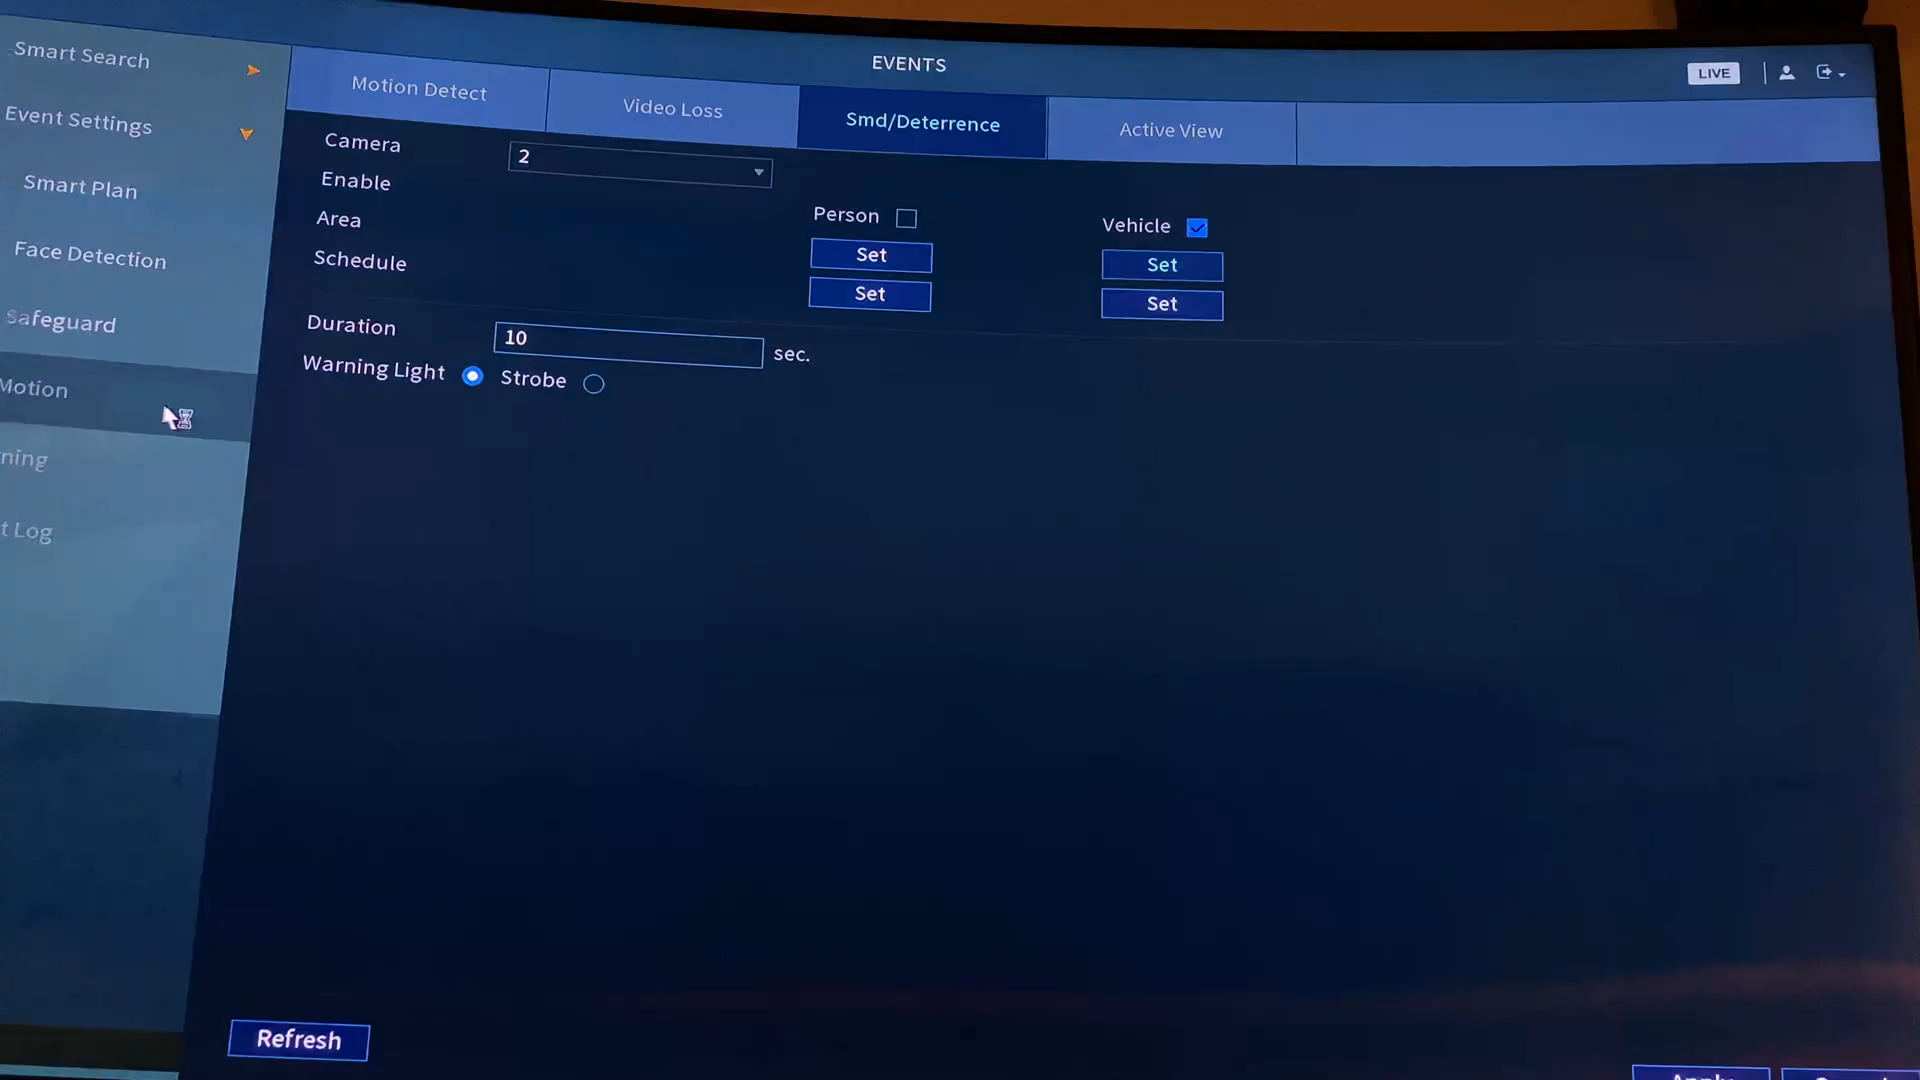 EVENTS
LIVE
Smart Search
Event Settings
Smart Plan
Face Detection
Safeguard
Motion
ning
t Log
Motion Detect
Video Loss
Smd/Deterrence
Active View
Camera
2
Enable
Person
Vehicle
Area
Set
Set
Schedule
Set
Set
Duration
10
sec.
Warning Light
Strobe
Refresh